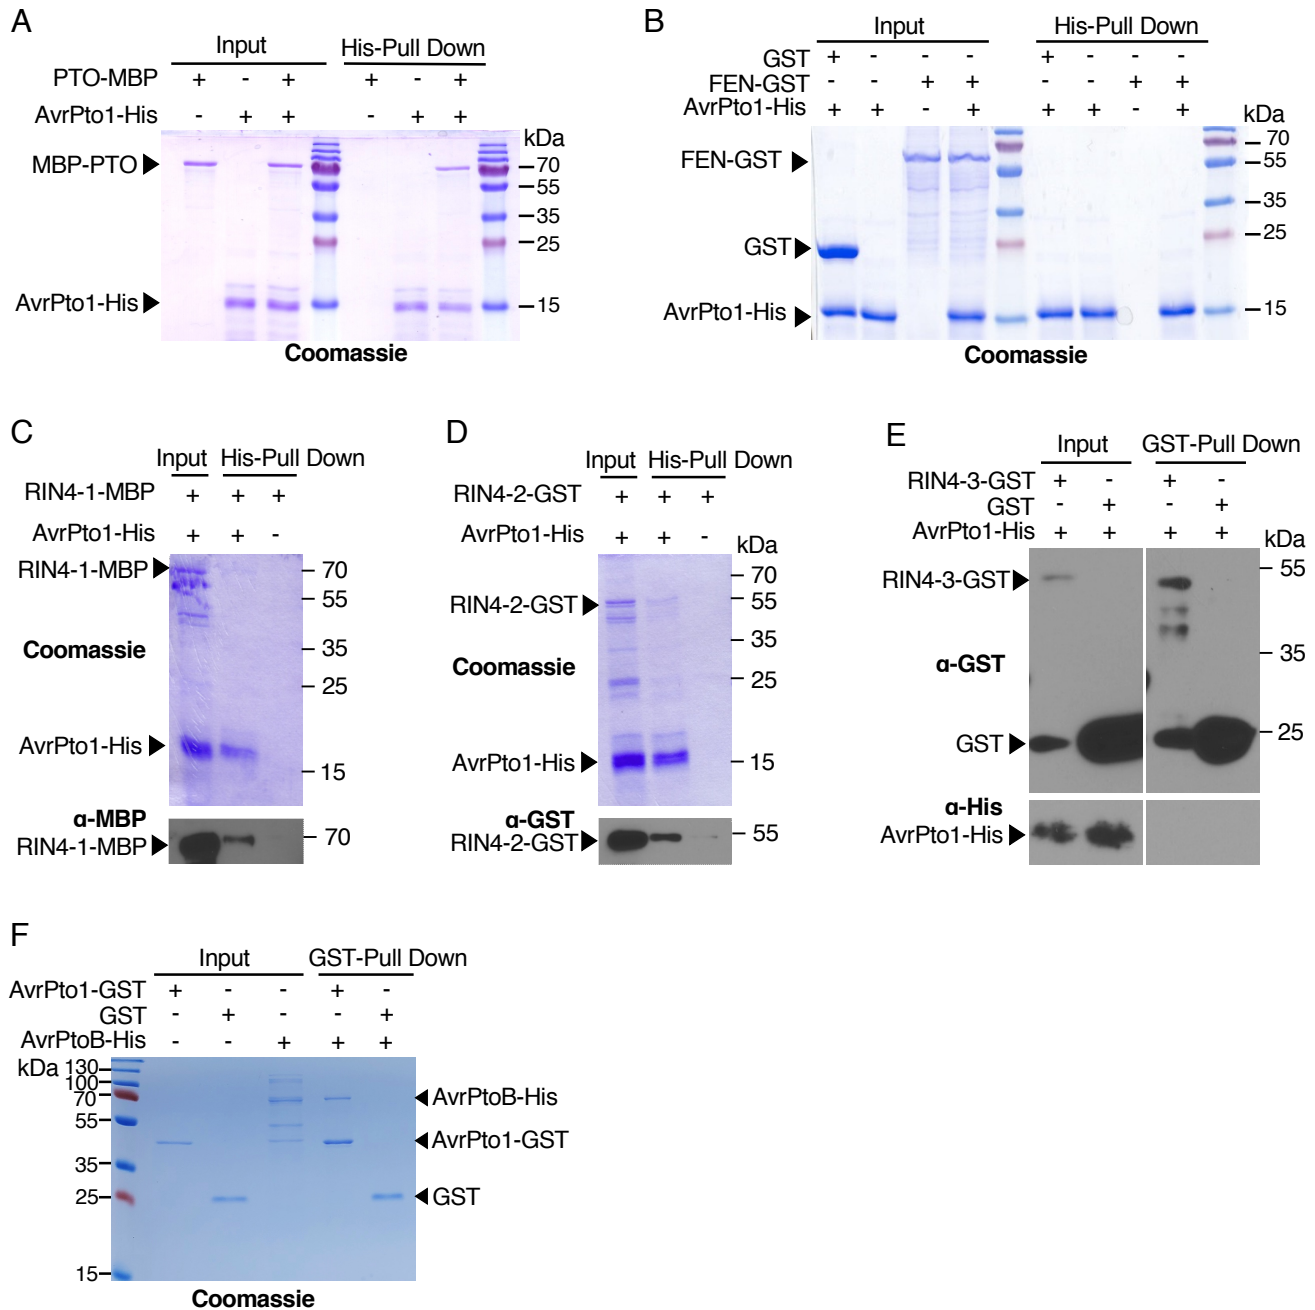 A
Input
His-Pull Down
PTO-MBP + - + + - +
AvrPto1-His - + + - + +
kDa
MBP-PTO
70
55
35
25
AvrPto1-His
15
Coomassie
B
Input
His-Pull Down
GST + - - - + - - -
FEN-GST - - + + - - + +
AvrPto1-His + + - + + + - +
kDa
70
FEN-GST
55
35
GST
25
AvrPto1-His
15
Coomassie
C
Input
His-Pull Down
RIN4-1-MBP + + +
AvrPto1-His + + -
RIN4-1-MBP
70
55
Coomassie
35
25
AvrPto1-His
15
α-MBP
RIN4-1-MBP
70
D
Input
His-Pull Down
RIN4-2-GST + + +
AvrPto1-His + + -
kDa
70
RIN4-2-GST
55
35
Coomassie
25
AvrPto1-His
15
α-GST
RIN4-2-GST
55
E
Input
GST-Pull Down
RIN4-3-GST + - + -
GST - + - +
AvrPto1-His + + + +
kDa
55
RIN4-3-GST
α-GST
35
GST
25
α-His
AvrPto1-His
F
Input
GST-Pull Down
AvrPto1-GST + - - + -
GST - + - - +
AvrPtoB-His - - + + +
kDa
130
100
70
AvrPtoB-His
55
AvrPto1-GST
35
25
GST
15
Coomassie